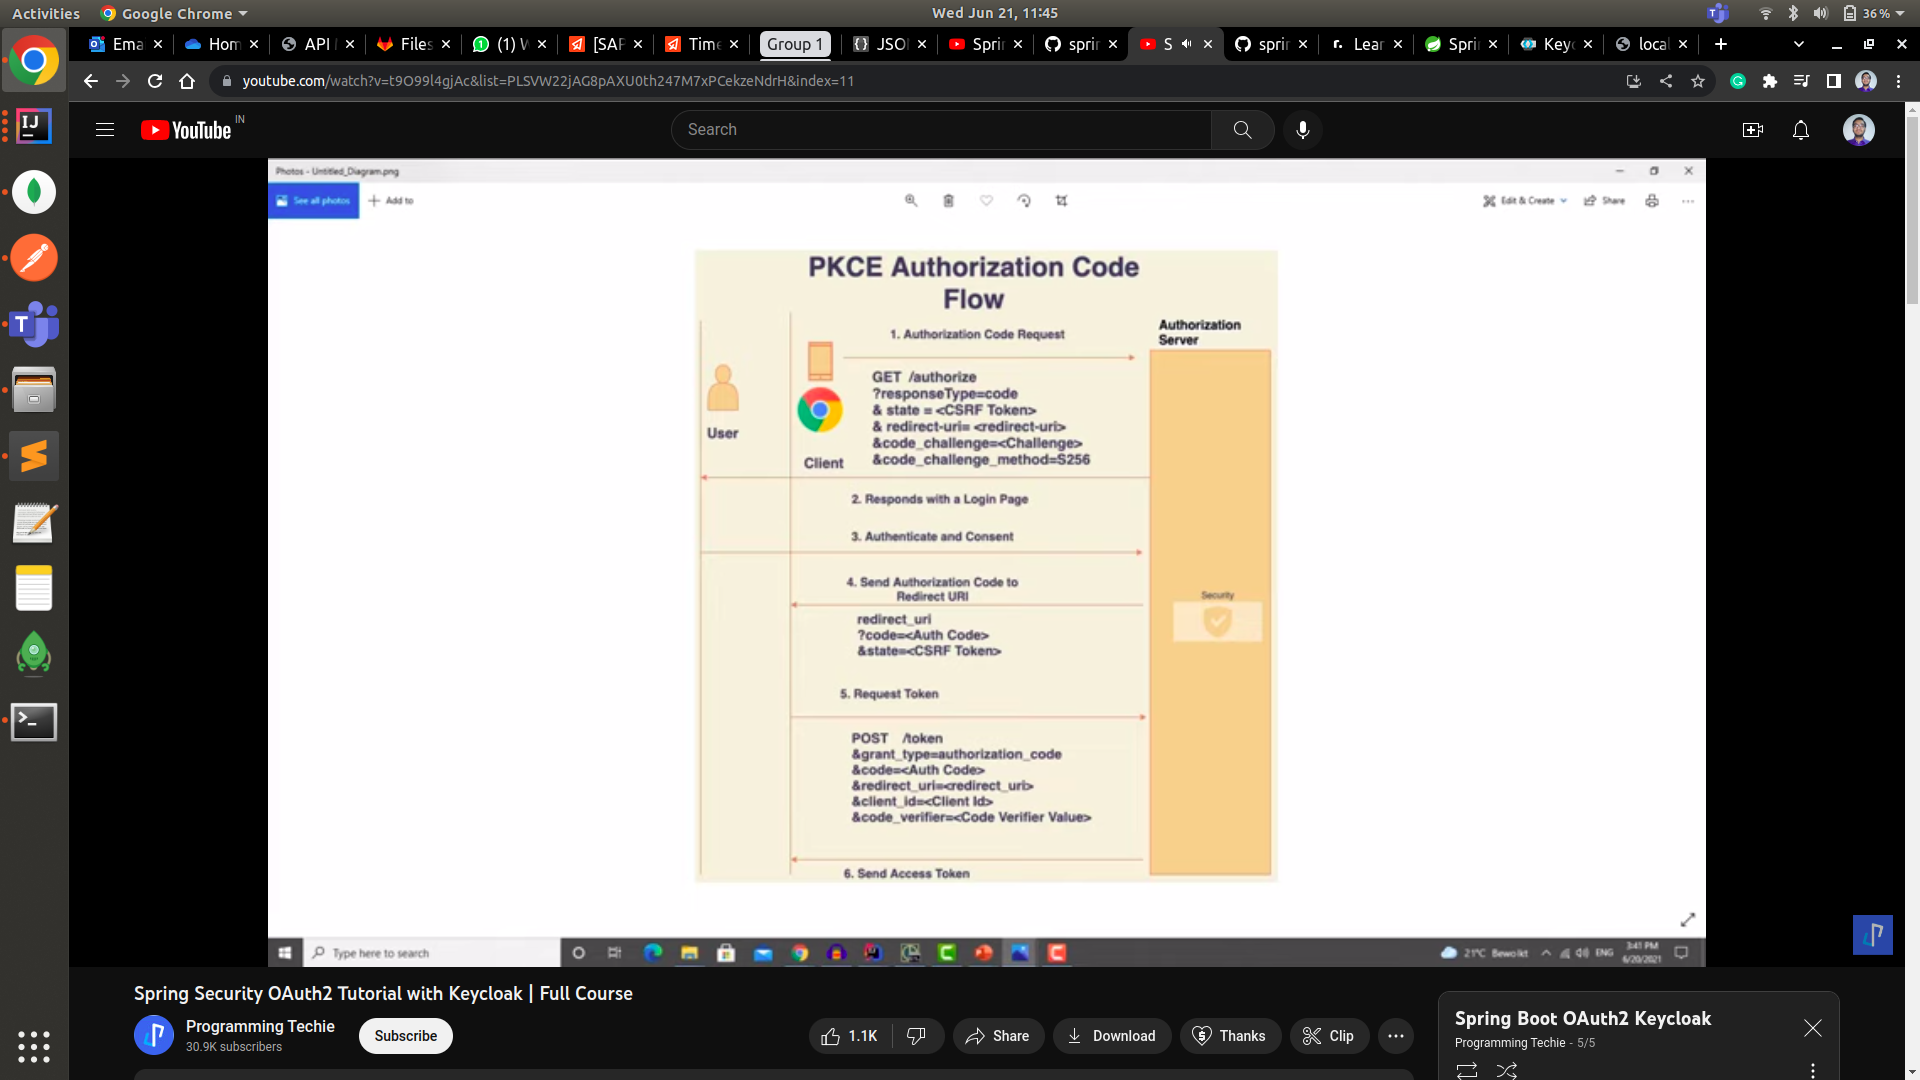 Activities
Google Chrome
Wed Jun 21, 11:45
36%
Ema
Hom
API
Files
(1) W
[SAP
Time
Group 1
JSO
Sprin
sprin
S
sprin
Lear
Spri
Keyc
local
youtube.com/watch?v=t9O99l4gjAc&list=PLSVW22jAG8pAXU0th247M7xPCekzeNdrH&index=11
YouTube
IN
Search
Photos - Untitled_Diagram.png
See all photos
Add to
Edit & Create
Share
PKCE Authorization Code
Flow
1. Authorization Code Request
Authorization
Server
GET /authorize
?responseType=code
& state = <CSRF Token>
& redirect-uri= <redirect-uri>
&code_challenge=<Challenge>
&code_challenge_method=S256
User
Client
2. Responds with a Login Page
3. Authenticate and Consent
4. Send Authorization Code to
Redirect URI
redirect_uri
?code=<Auth Code>
&state=<CSRF Token>
Security
5. Request Token
POST /token
&grant_type=authorization_code
&code=<Auth Code>
&redirect_uri=<redirect_uri>
&client_id=<Client Id>
&code_verifier=<Code Verifier Value>
6. Send Access Token
Type here to search
21°C Bewolkt
ENG
3:41 PM
6/20/2021
Spring Security OAuth2 Tutorial with Keycloak | Full Course
Programming Techie
30.9K subscribers
Subscribe
1.1K
Share
Download
Thanks
Clip
Spring Boot OAuth2 Keycloak
Programming Techie - 5/5